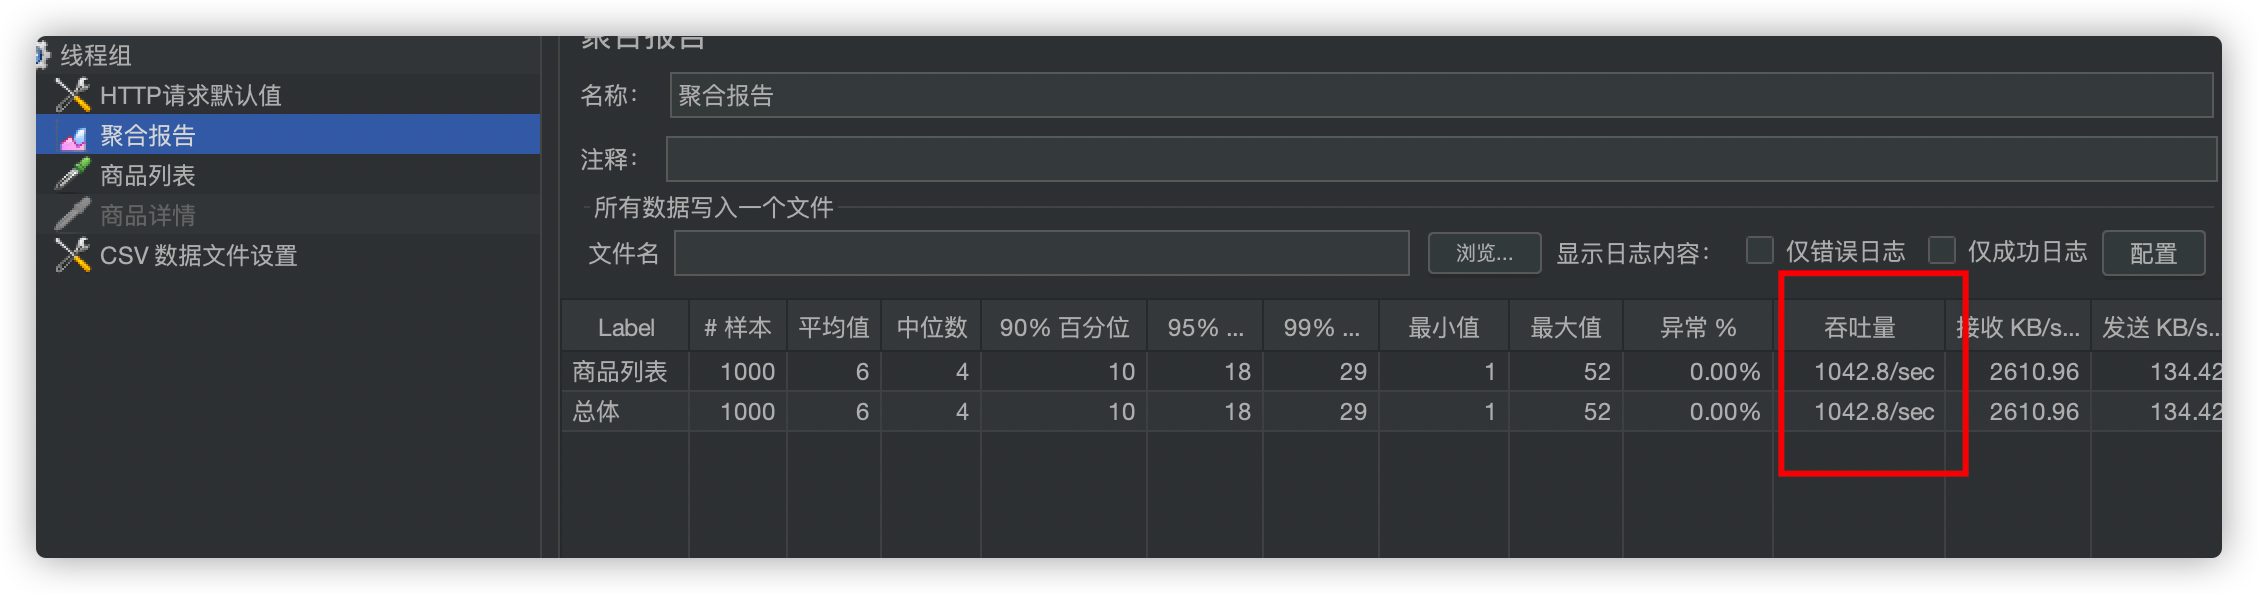 线程组
HTTP请求默认值
聚合报告
商品列表
商品详情
CSV 数据文件设置
聚合报告
名称： 聚合报告
注释：
所有数据写入一个文件
文件名 浏览... 显示日志内容： 仅错误日志 仅成功日志 配置
Label # 样本 平均值 中位数 90% 百分位 95% ... 99% ... 最小值 最大值 异常 % 吞吐量 接收 KB/s... 发送 KB/s...
商品列表 1000 6 4 10 18 29 1 52 0.00% 1042.8/sec 2610.96 134.42
总体 1000 6 4 10 18 29 1 52 0.00% 1042.8/sec 2610.96 134.42